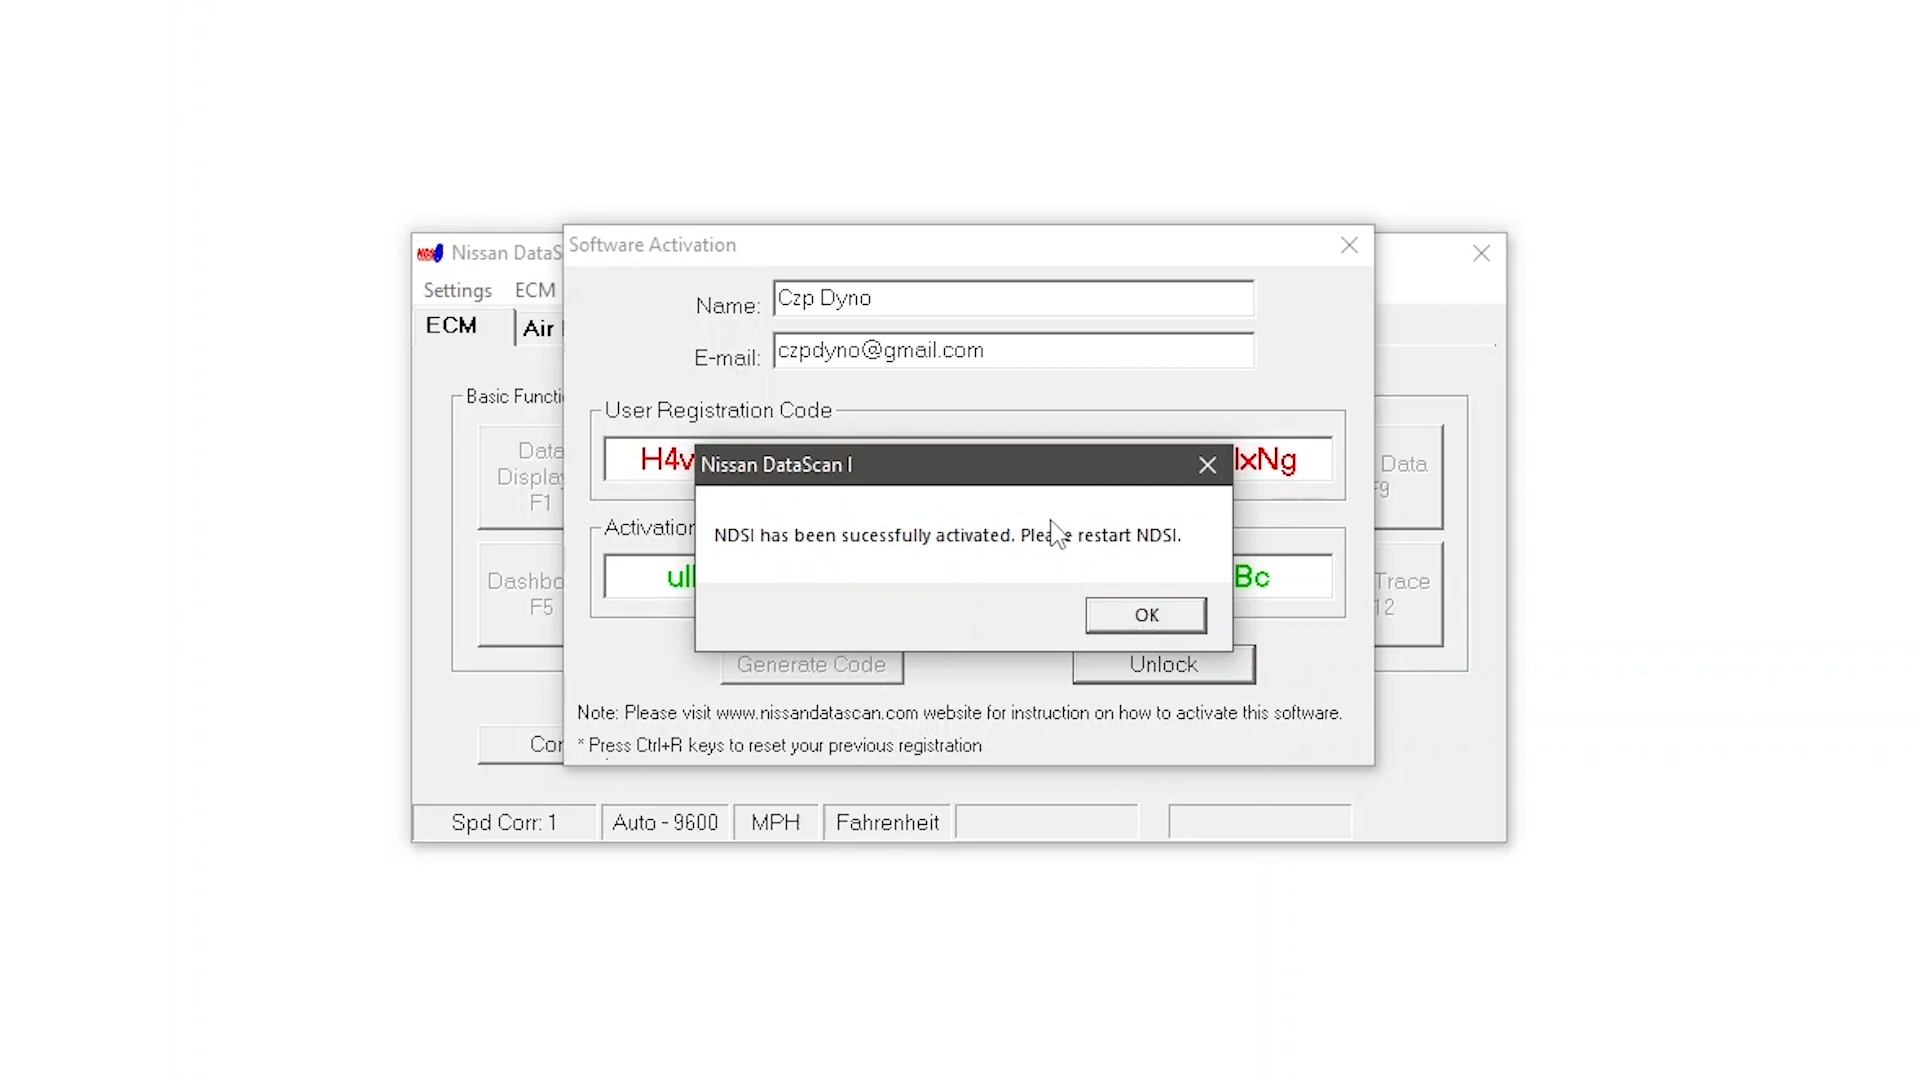 Nissan DataS
Software Activation
Settings ECM
Name: Czp Dyno
ECM Air
E-mail: czpdyno@gmail.com
Basic Functi
User Registration Code
Data
Display
F1
H4v
lxNg
Data
F9
Nissan DataScan I
NDSI has been sucessfully activated. Please restart NDSI.
OK
Activation
ull
Bc
Dashbo
F5
Trace
12
Generate Code Unlock
Note: Please visit www.nissandatascan.com website for instruction on how to activate this software.
* Press Ctrl+R keys to reset your previous registration
Con
Spd Corr: 1 Auto - 9600 MPH Fahrenheit